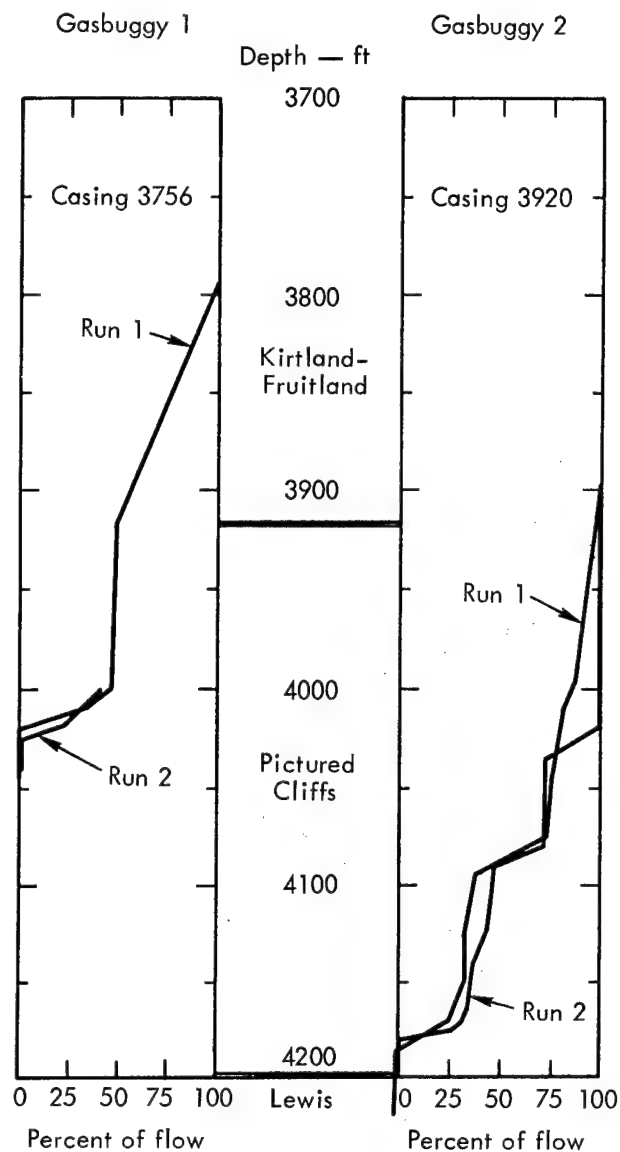 Gasbuggy 1
Gasbuggy 2
Depth — ft
3700
Casing 3756
Casing 3920
3800
Run 1
Kirtland-
Fruitland
3900
Run 1
4000
Run 2
Pictured
Cliffs
4100
Run 2
4200
0 25 50 75 100
Lewis
0 25 50 75 100
Percent of flow
Percent of flow